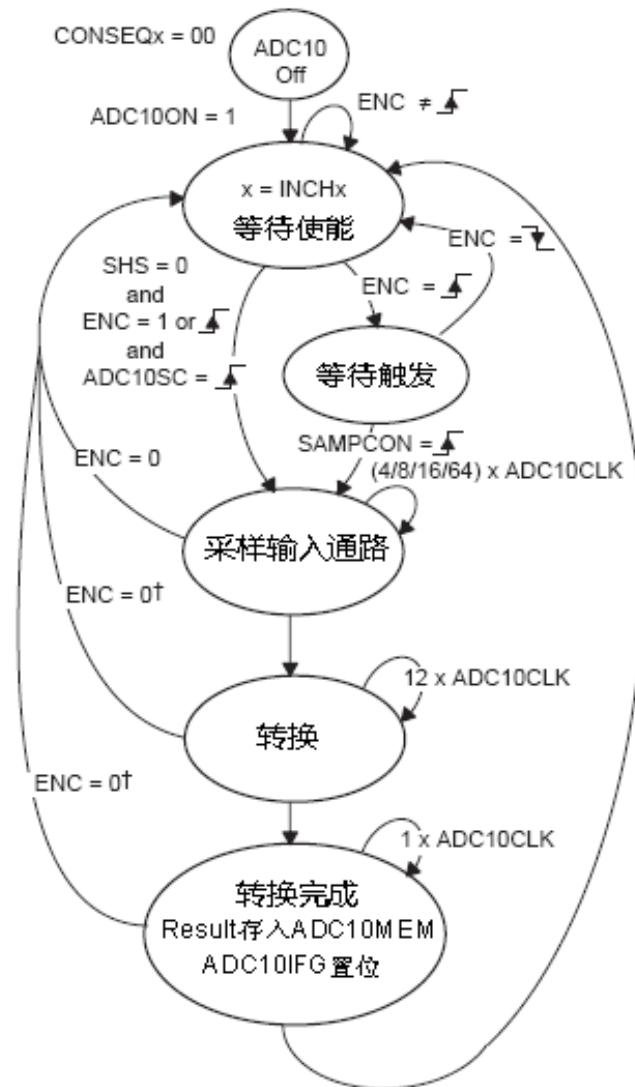 CONSEQx = 00
ADC10
Off
ADC10ON = 1
ENC ≠
x = INCHx
等待使能
ENC =
SHS = 0
and
ENC = 1 or
and
ADC10SC =
ENC =
等待触发
SAMPCON =
(4/8/16/64) x ADC10CLK
ENC = 0
采样输入通路
ENC = 0†
12 x ADC10CLK
转换
ENC = 0†
1 x ADC10CLK
转换完成
Result存入ADC10MEM
ADC10IFG置位